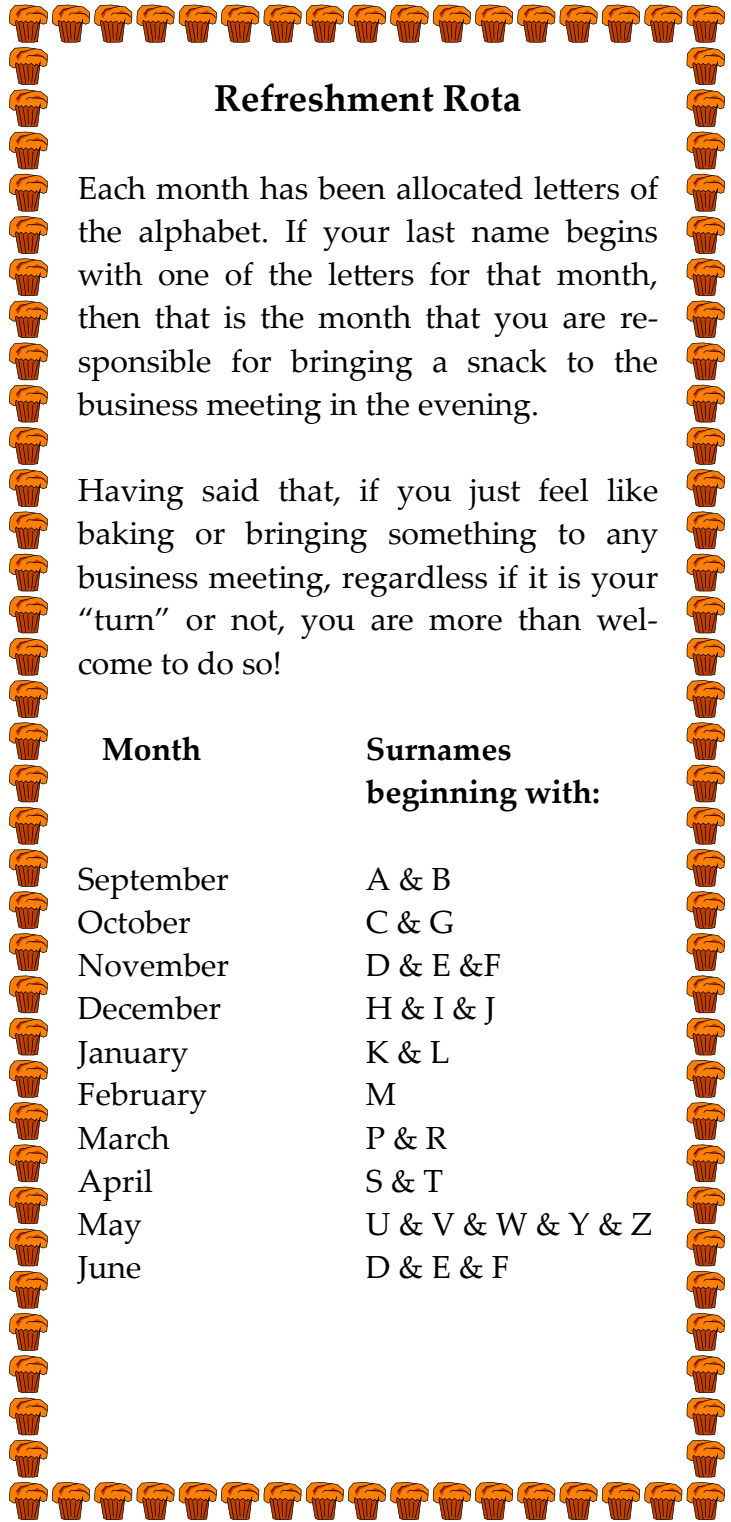 Refreshment Rota
Each month has been allocated letters of
the alphabet. If your last name begins
with one of the letters for that month,
then that is the month that you are re-
sponsible for bringing a snack to the
business meeting in the evening.
Having said that, if you just feel like
baking or bringing something to any
business meeting, regardless if it is your
“turn” or not, you are more than wel-
come to do so!
Month Surnames
beginning with:
September A & B
October C & G
November D & E &F
December H & I & J
January K & L
February M
March P & R
April S & T
May U & V & W & Y & Z
June D & E & F